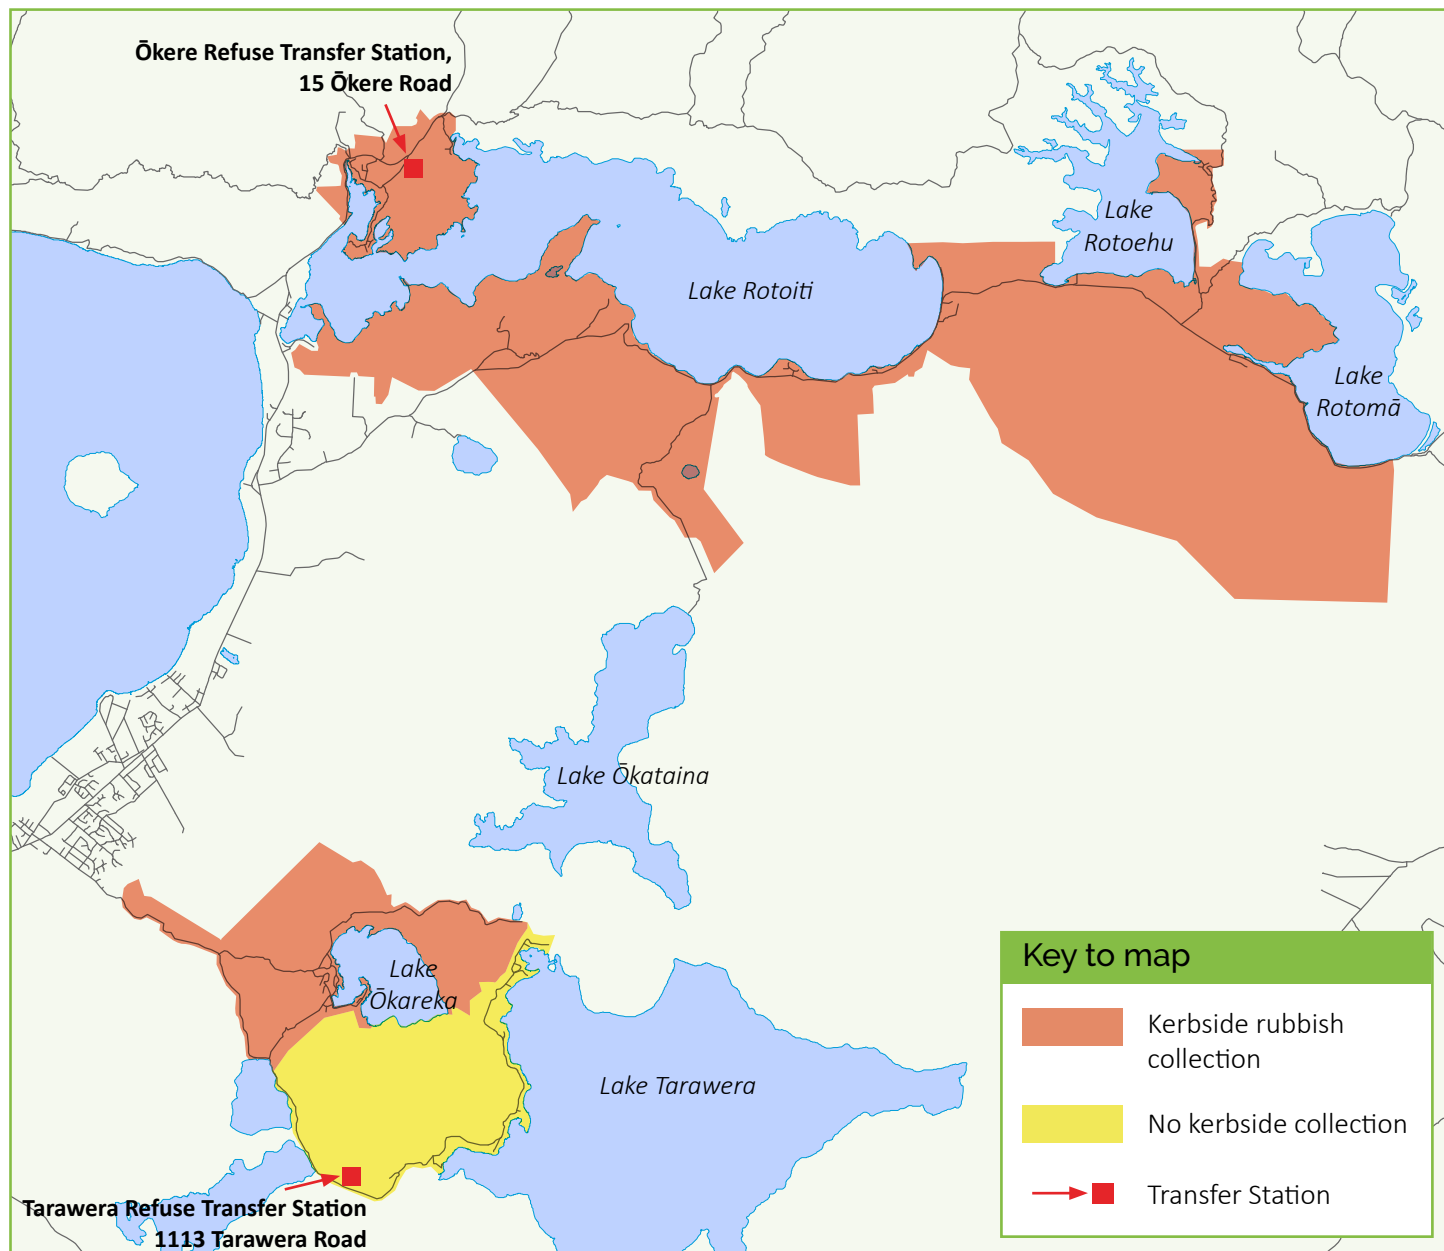 Ōkere Refuse Transfer Station,
15 Ōkere Road
Lake
Rotoehu
Lake Rotoiti
Lake
Rotomā
Lake Ōkataina
Lake
Ōkareka
Lake Tarawera
Tarawera Refuse Transfer Station
1113 Tarawera Road
Key to map
Kerbside rubbish
collection
No kerbside collection
Transfer Station